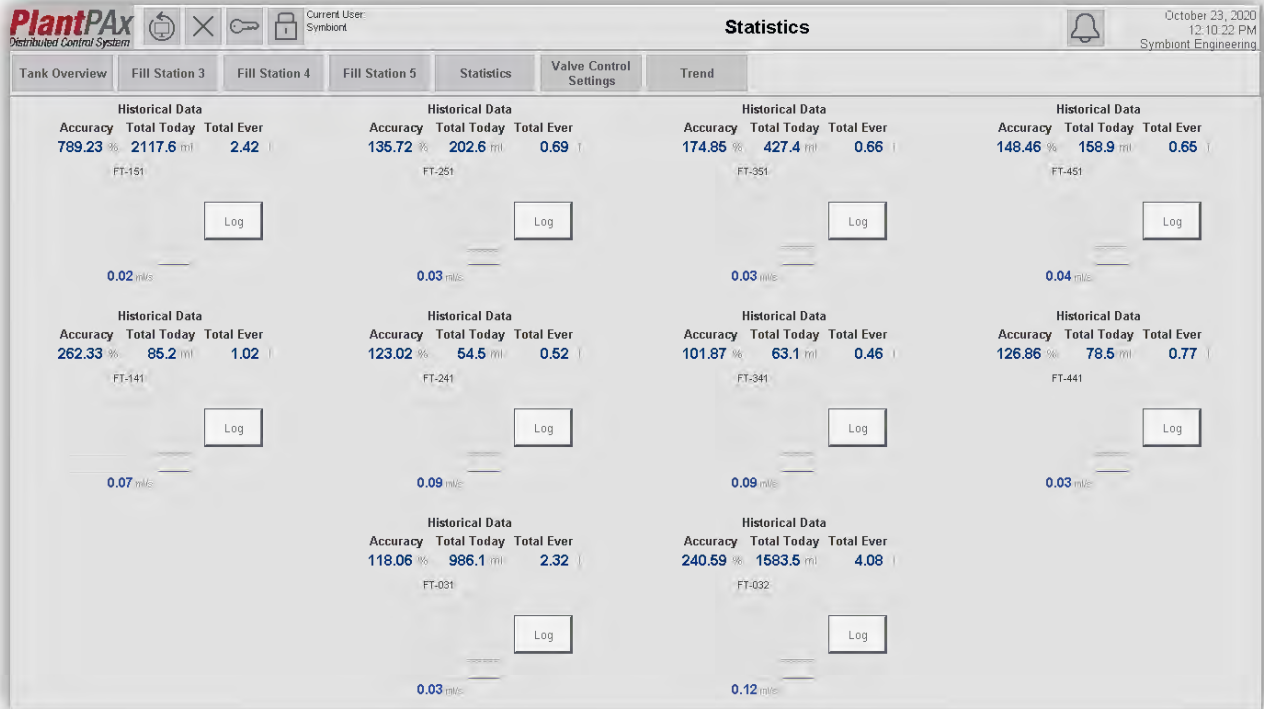 PlantPAx
Distributed Control System
Current User:
Symbiont
Statistics
October 23, 2020
12:10:22 PM
Symbiont Engineering
Tank Overview
Fill Station 3
Fill Station 4
Fill Station 5
Statistics
Valve Control
Settings
Trend
Historical Data
Accuracy Total Today Total Ever
789.23 % 2117.6 ml 2.42 l
FT-151
Log
0.02 ml/s
Historical Data
Accuracy Total Today Total Ever
135.72 % 202.6 ml 0.69 l
FT-251
Log
0.03 ml/s
Historical Data
Accuracy Total Today Total Ever
174.85 % 427.4 ml 0.66 l
FT-351
Log
0.03 ml/s
Historical Data
Accuracy Total Today Total Ever
148.46 % 158.9 ml 0.65 l
FT-451
Log
0.04 ml/s
Historical Data
Accuracy Total Today Total Ever
262.33 % 85.2 ml 1.02 l
FT-141
Log
0.07 ml/s
Historical Data
Accuracy Total Today Total Ever
123.02 % 54.5 ml 0.52 l
FT-241
Log
0.09 ml/s
Historical Data
Accuracy Total Today Total Ever
101.87 % 63.1 ml 0.46 l
FT-341
Log
0.09 ml/s
Historical Data
Accuracy Total Today Total Ever
126.86 % 78.5 ml 0.77 l
FT-441
Log
0.03 ml/s
Historical Data
Accuracy Total Today Total Ever
118.06 % 986.1 ml 2.32 l
FT-031
Log
0.03 ml/s
Historical Data
Accuracy Total Today Total Ever
240.59 % 1583.5 ml 4.08 l
FT-032
Log
0.12 ml/s